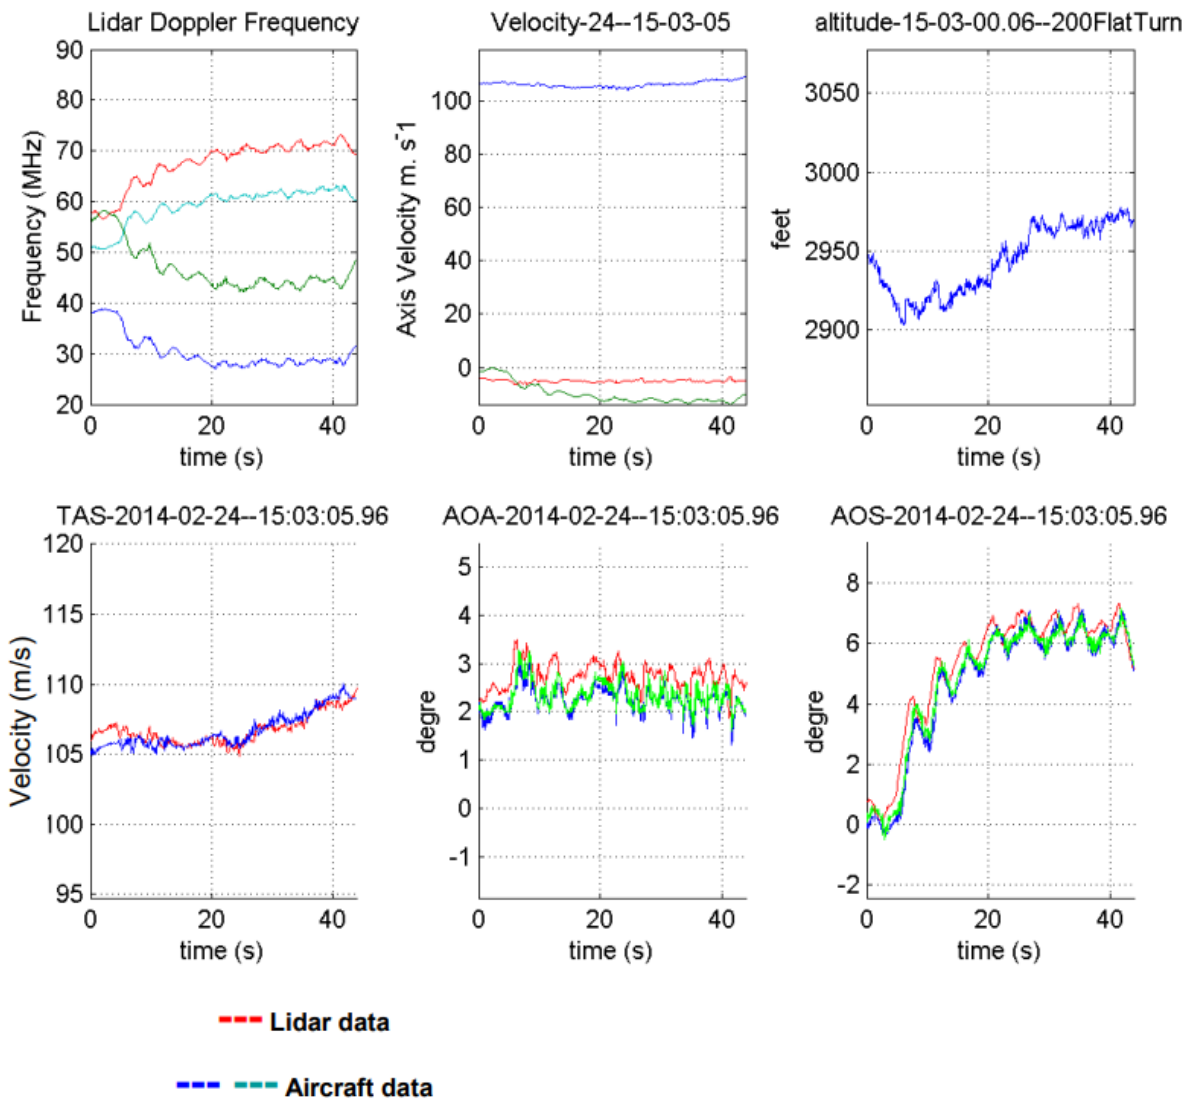 Lidar Doppler Frequency
90
80
70
60
50
40
30
20
Frequency (MHz)
0 20 40
time (s)
Velocity-24--15-03-05
100
80
60
40
20
0
Axis Velocity m. s-1
0 20 40
time (s)
altitude-15-03-00.06--200FlatTurn
3050
3000
2950
2900
feet
0 20 40
time (s)
TAS-2014-02-24--15:03:05.96
120
115
110
105
100
95
Velocity (m/s)
0 20 40
time (s)
AOA-2014-02-24--15:03:05.96
5
4
3
2
1
0
-1
degre
0 20 40
time (s)
AOS-2014-02-24--15:03:05.96
8
6
4
2
0
-2
degre
0 20 40
time (s)
Lidar data
Aircraft data